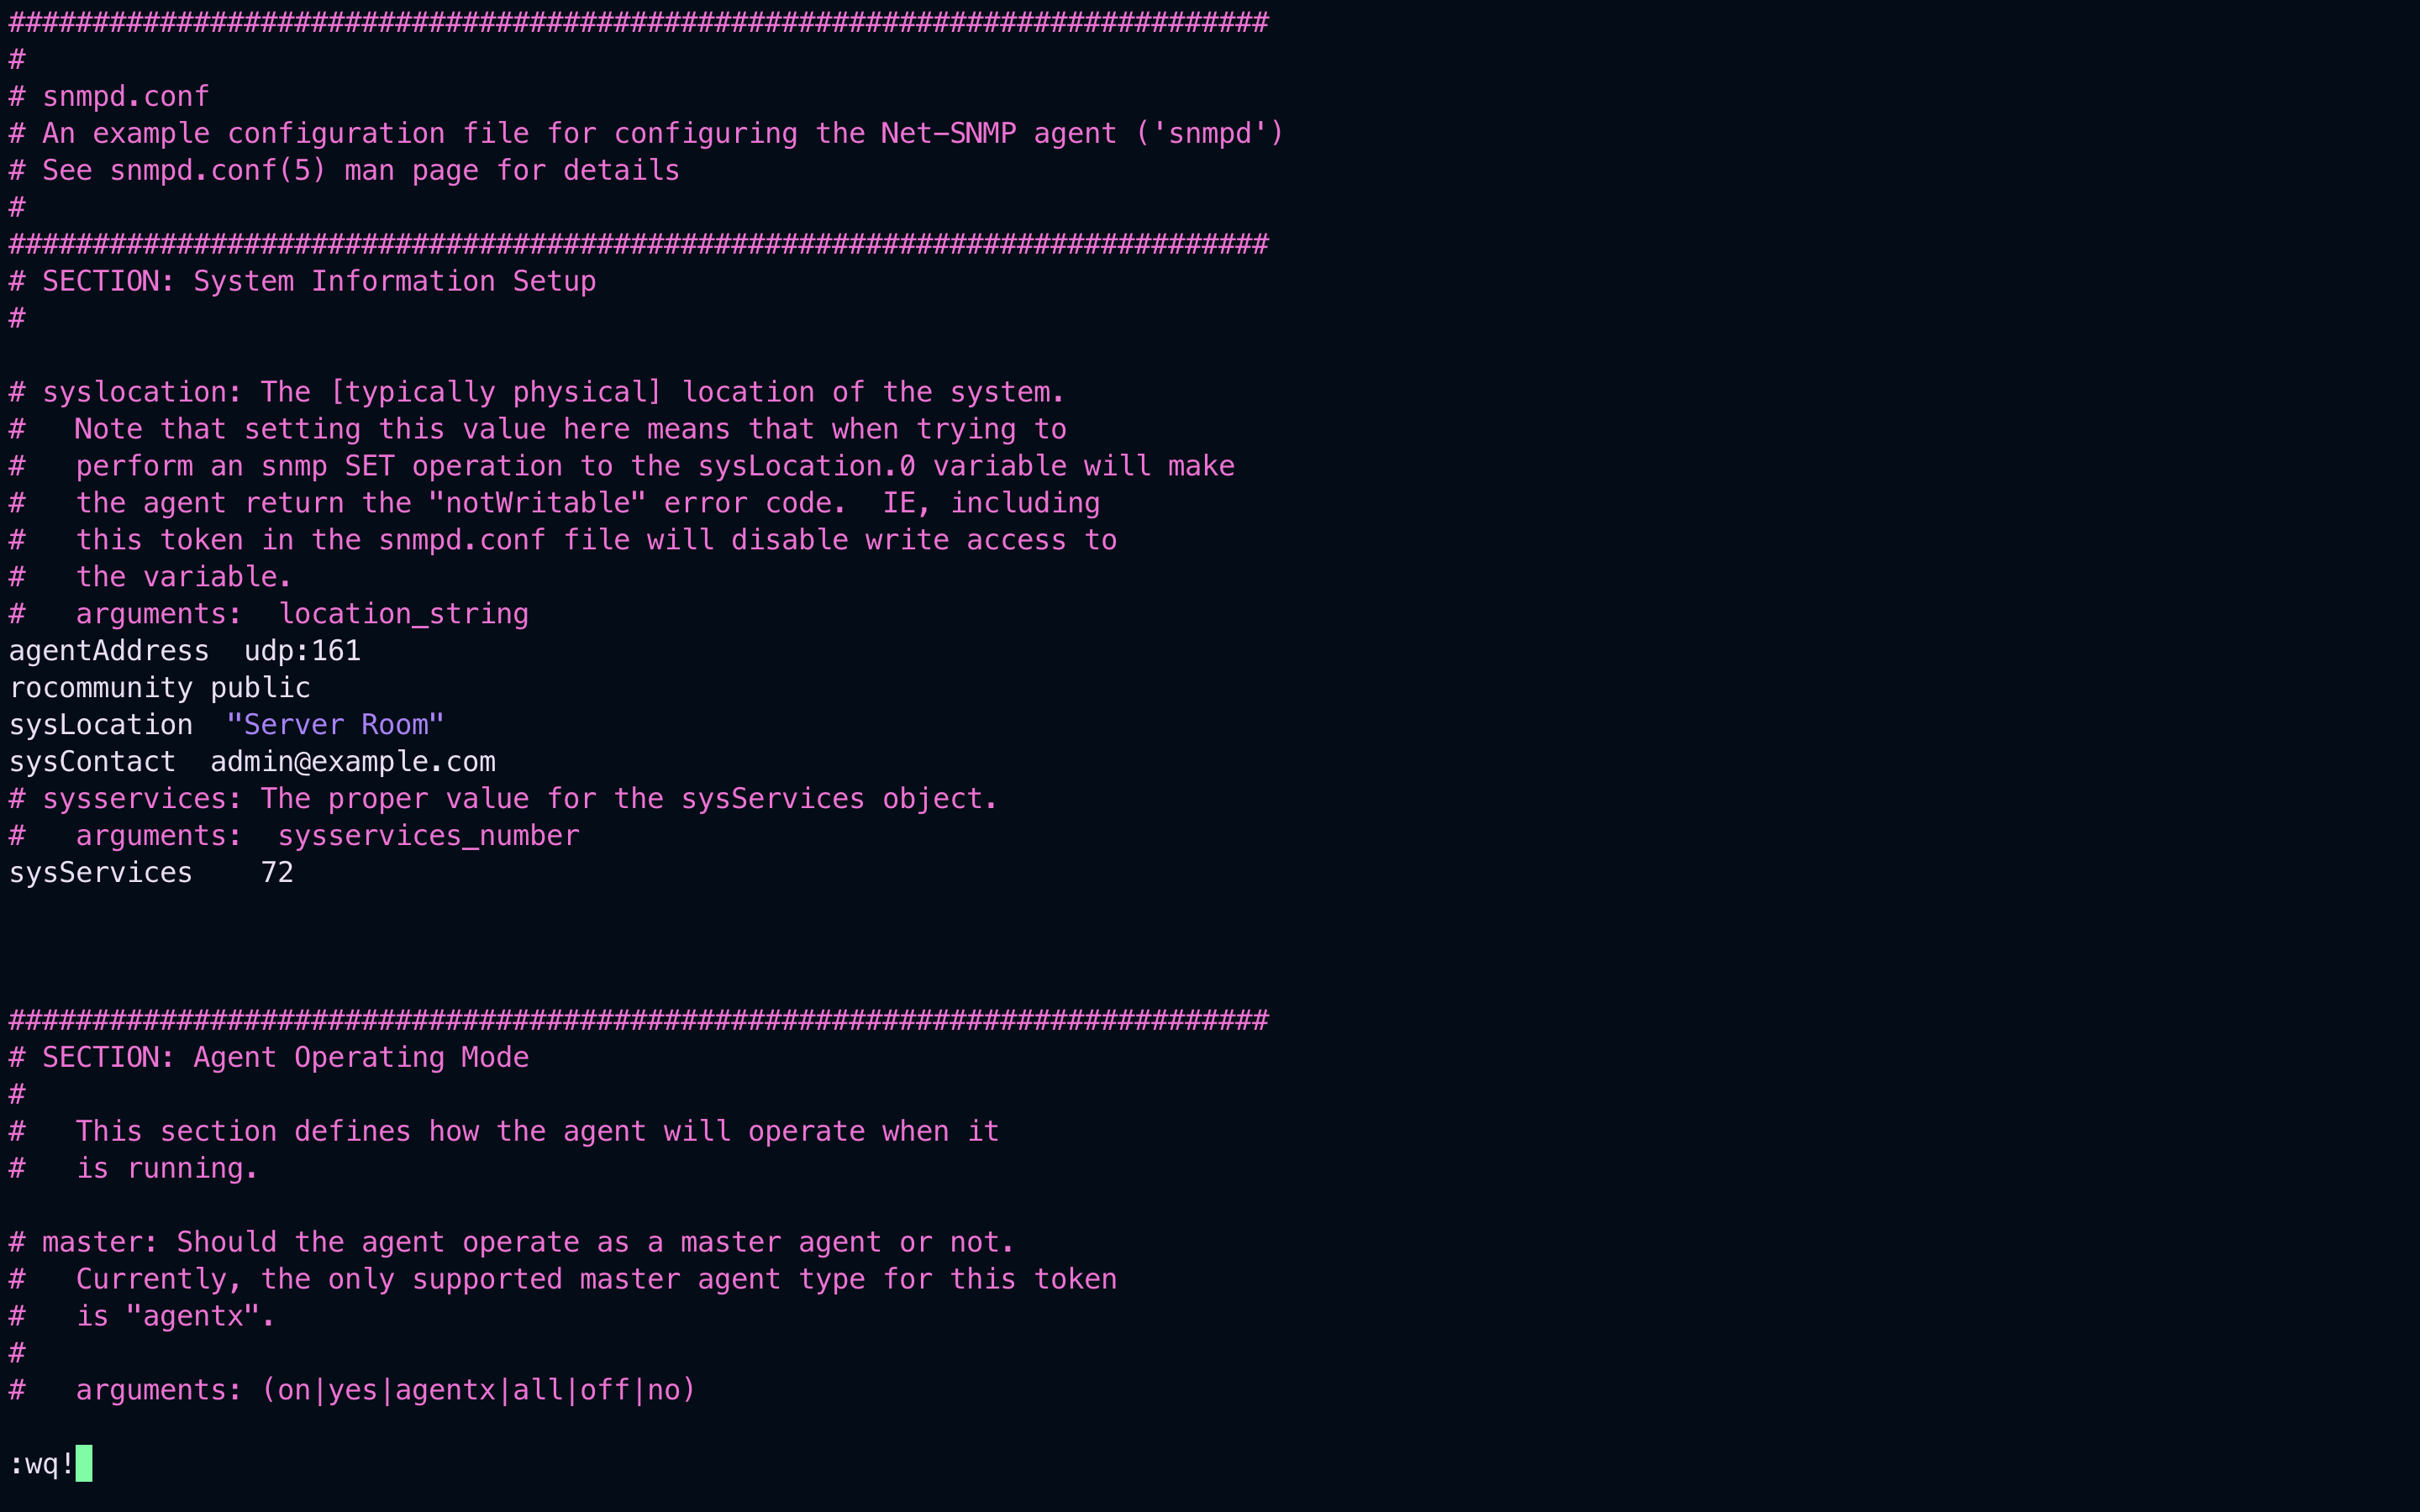 ###########################################################################
#
# snmpd.conf
# An example configuration file for configuring the Net-SNMP agent ('snmpd')
# See snmpd.conf(5) man page for details
#
###########################################################################
# SECTION: System Information Setup
#
# syslocation: The [typically physical] location of the system.
#   Note that setting this value here means that when trying to
#   perform an snmp SET operation to the sysLocation.0 variable will make
#   the agent return the "notWritable" error code.  IE, including
#   this token in the snmpd.conf file will disable write access to
#   the variable.
#   arguments:  location_string
agentAddress  udp:161
rocommunity public
sysLocation  "Server Room"
sysContact  admin@example.com
# sysservices: The proper value for the sysServices object.
#   arguments:  sysservices_number
sysServices    72
###########################################################################
# SECTION: Agent Operating Mode
#
#   This section defines how the agent will operate when it
#   is running.
# master: Should the agent operate as a master agent or not.
#   Currently, the only supported master agent type for this token
#   is "agentx".
#
#   arguments: (on|yes|agentx|all|off|no)
:wq!